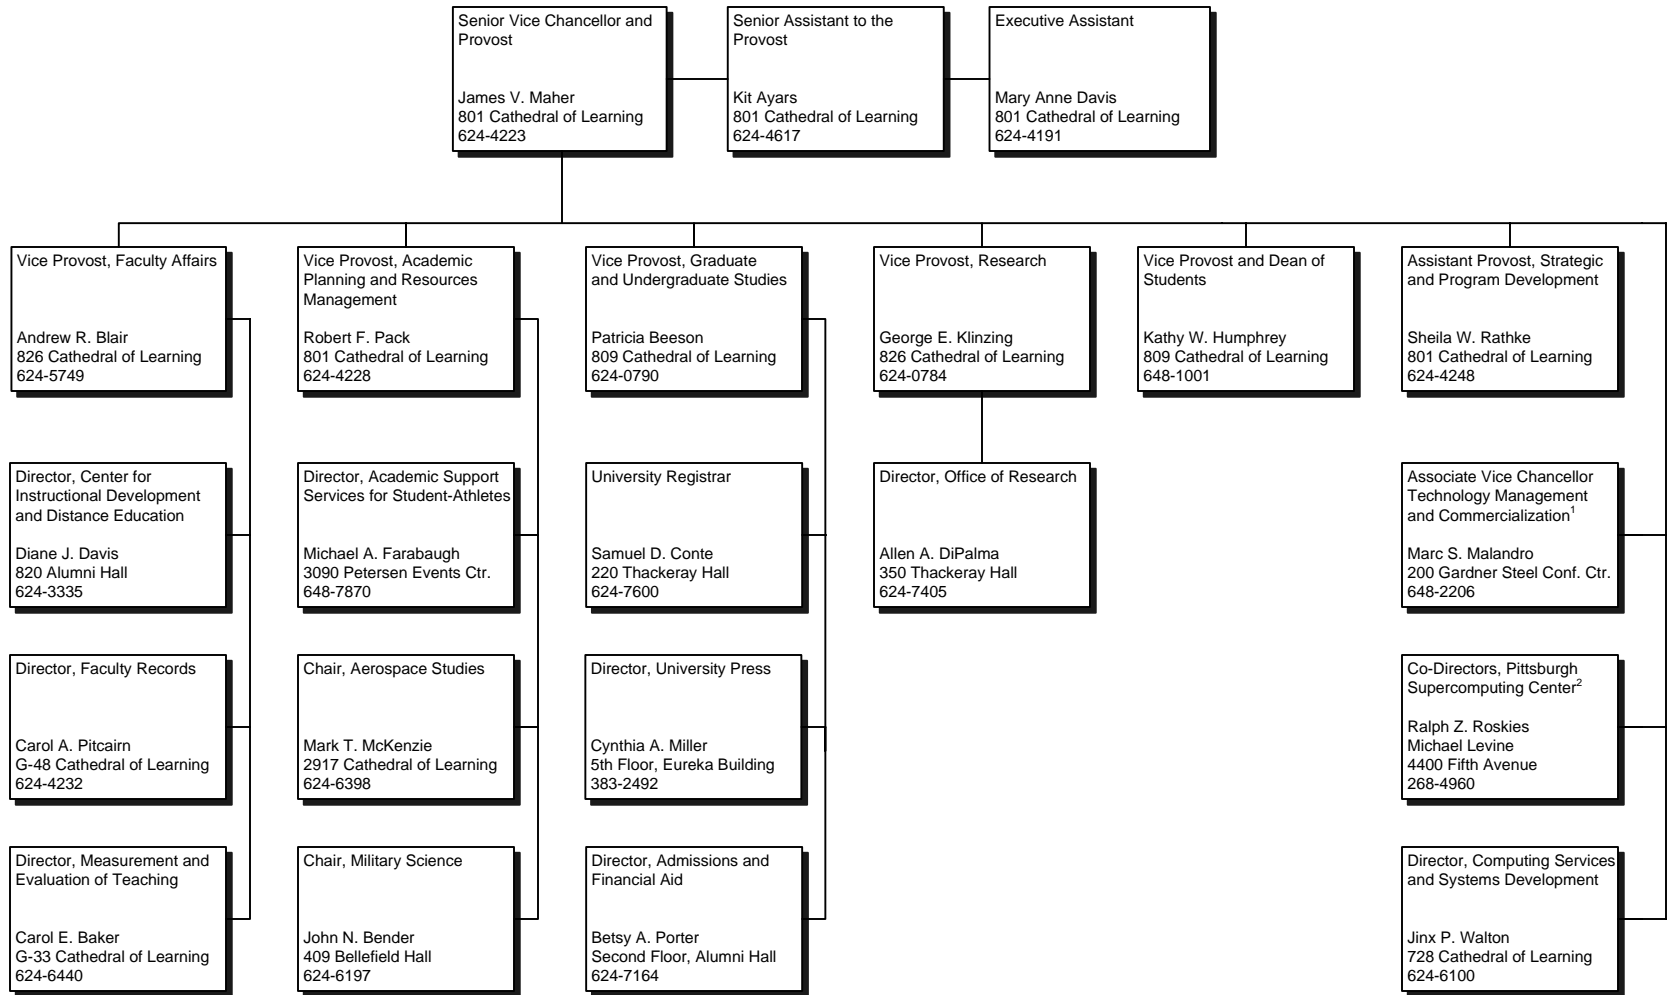 Senior Vice Chancellor and
Provost
James V. Maher
801 Cathedral of Learning
624-4223
Senior Assistant to the
Provost
Kit Ayars
801 Cathedral of Learning
624-4617
Executive Assistant
Mary Anne Davis
801 Cathedral of Learning
624-4191
Vice Provost, Faculty Affairs
Andrew R. Blair
826 Cathedral of Learning
624-5749
Vice Provost, Academic
Planning and Resources
Management
Robert F. Pack
801 Cathedral of Learning
624-4228
Vice Provost, Graduate
and Undergraduate Studies
Patricia Beeson
809 Cathedral of Learning
624-0790
Vice Provost, Research
George E. Klinzing
826 Cathedral of Learning
624-0784
Vice Provost and Dean of
Students
Kathy W. Humphrey
809 Cathedral of Learning
648-1001
Assistant Provost, Strategic
and Program Development
Sheila W. Rathke
801 Cathedral of Learning
624-4248
Director, Center for
Instructional Development
and Distance Education
Diane J. Davis
820 Alumni Hall
624-3335
Director, Academic Support
Services for Student-Athletes
Michael A. Farabaugh
3090 Petersen Events Ctr.
648-7870
University Registrar
Samuel D. Conte
220 Thackeray Hall
624-7600
Director, Office of Research
Allen A. DiPalma
350 Thackeray Hall
624-7405
Associate Vice Chancellor
Technology Management
and Commercialization¹
Marc S. Malandro
200 Gardner Steel Conf. Ctr.
648-2206
Director, Faculty Records
Carol A. Pitcairn
G-48 Cathedral of Learning
624-4232
Chair, Aerospace Studies
Mark T. McKenzie
2917 Cathedral of Learning
624-6398
Director, University Press
Cynthia A. Miller
5th Floor, Eureka Building
383-2492
Co-Directors, Pittsburgh
Supercomputing Center²
Ralph Z. Roskies
Michael Levine
4400 Fifth Avenue
268-4960
Director, Measurement and
Evaluation of Teaching
Carol E. Baker
G-33 Cathedral of Learning
624-6440
Chair, Military Science
John N. Bender
409 Bellefield Hall
624-6197
Director, Admissions and
Financial Aid
Betsy A. Porter
Second Floor, Alumni Hall
624-7164
Director, Computing Services
and Systems Development
Jinx P. Walton
728 Cathedral of Learning
624-6100